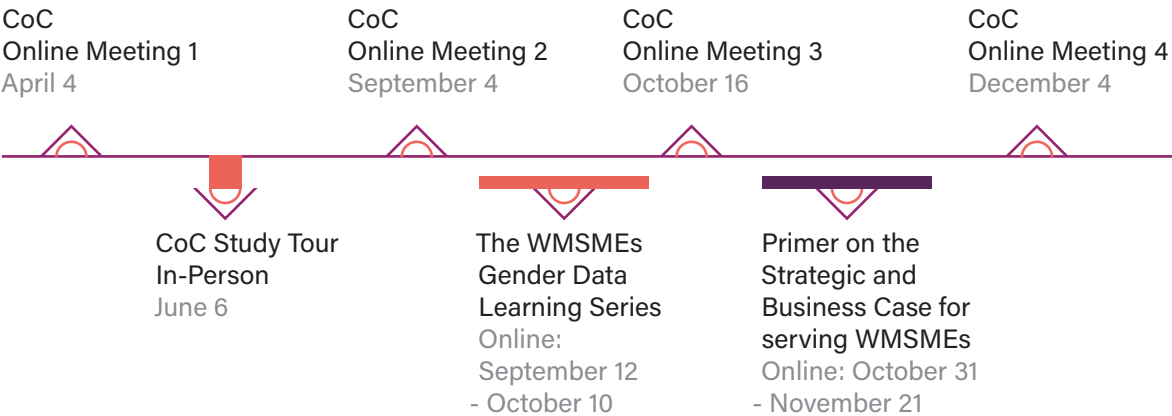 CoC
Online Meeting 1
April 4
CoC
Online Meeting 2
September 4
CoC
Online Meeting 3
October 16
CoC
Online Meeting 4
December 4
CoC Study Tour
In-Person
June 6
The WMSMEs
Gender Data
Learning Series
Online:
September 12
- October 10
Primer on the
Strategic and
Business Case for
serving WMSMEs
Online: October 31
- November 21